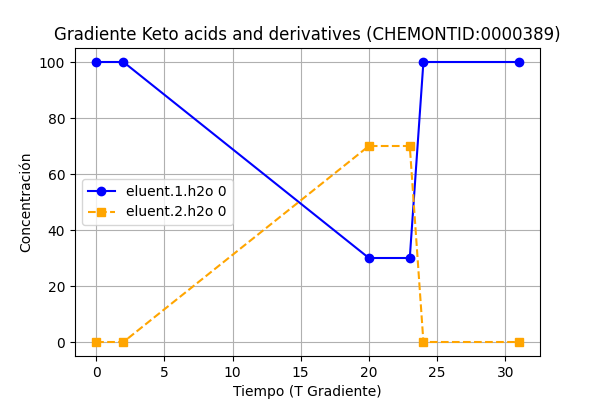 Gradiente Keto acids and derivatives (CHEMONTID:0000389)
Concentración
100
80
60
40
20
0
eluent.1.h2o 0
eluent.2.h2o 0
0 5 10 15 20 25 30
Tiempo (T Gradiente)